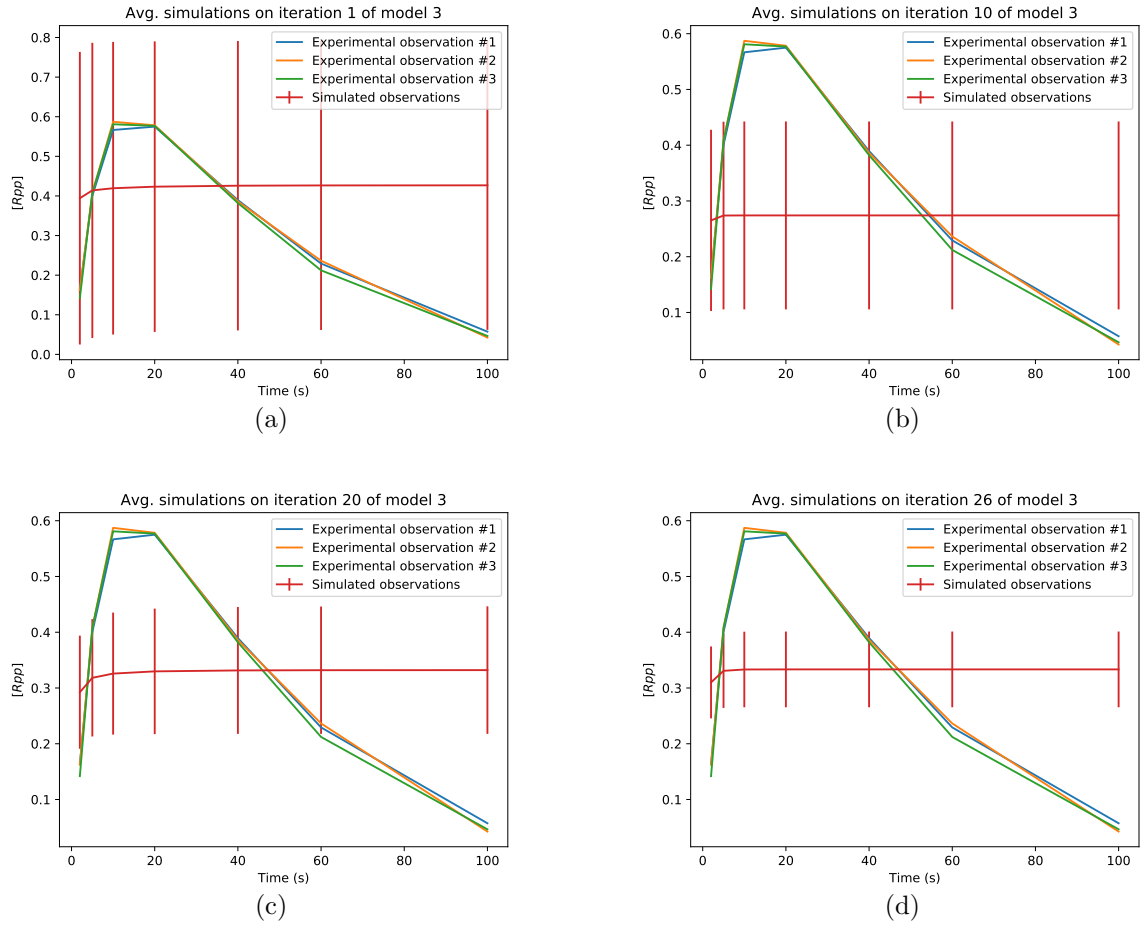 Avg. simulations on iteration 1 of model 3
0.8
0.7
0.6
0.5
0.4
0.3
0.2
0.1
0.0
[Rpp]
Experimental observation #1
Experimental observation #2
Experimental observation #3
Simulated observations
0 20 40 60 80 100
Time (s)
(a)
Avg. simulations on iteration 10 of model 3
0.6
0.5
0.4
0.3
0.2
0.1
[Rpp]
Experimental observation #1
Experimental observation #2
Experimental observation #3
Simulated observations
0 20 40 60 80 100
Time (s)
(b)
Avg. simulations on iteration 20 of model 3
0.6
0.5
0.4
0.3
0.2
0.1
[Rpp]
Experimental observation #1
Experimental observation #2
Experimental observation #3
Simulated observations
0 20 40 60 80 100
Time (s)
(c)
Avg. simulations on iteration 26 of model 3
0.6
0.5
0.4
0.3
0.2
0.1
[Rpp]
Experimental observation #1
Experimental observation #2
Experimental observation #3
Simulated observations
0 20 40 60 80 100
Time (s)
(d)